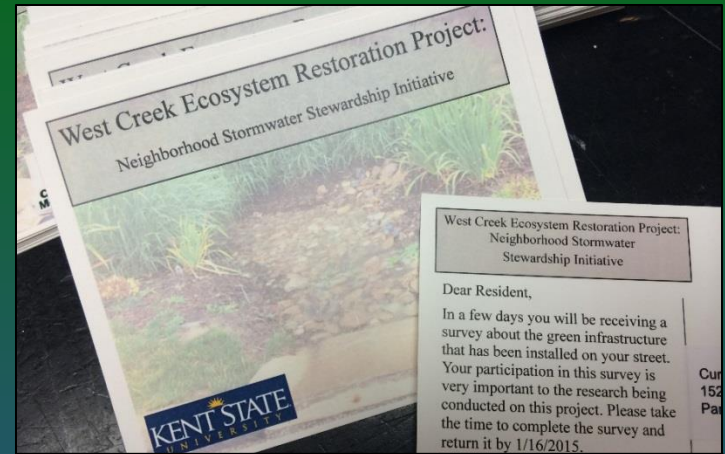 West Creek Ecosystem Restoration Project:
Neighborhood Stormwater Stewardship Initiative
KENT STATE
UNIVERSITY
West Creek Ecosystem Restoration Project:
Neighborhood Stormwater
Stewardship Initiative
Dear Resident,
In a few days you will be receiving a
survey about the green infrastructure
that has been installed on your street.
Your participation in this survey is
very important to the research being
conducted on this project. Please take
the time to complete the survey and
return it by 1/16/2015.
Cur
152
Par